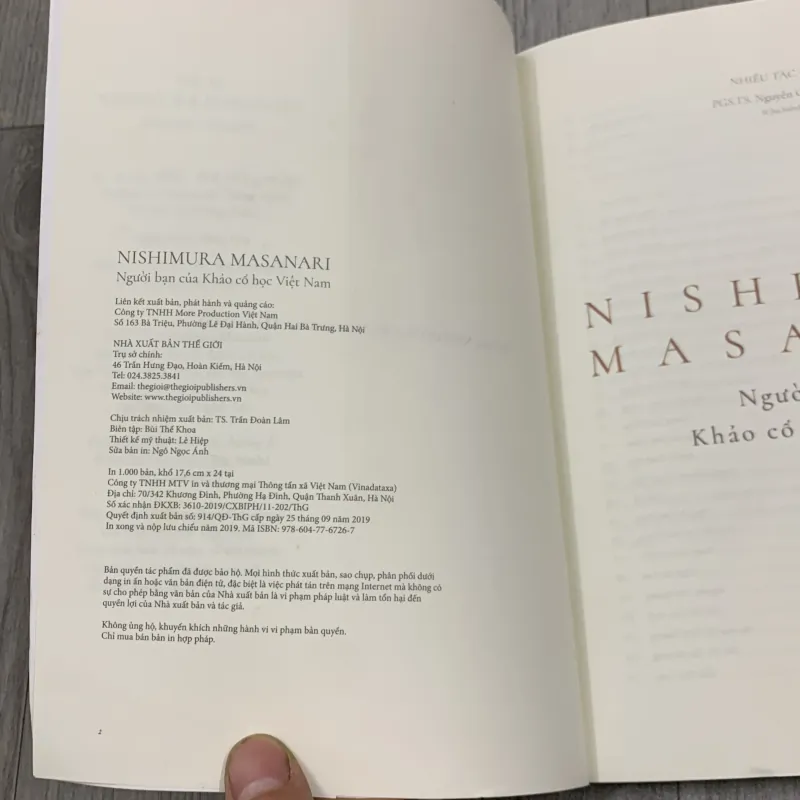 NISHIMURA MASANARI
Người bạn của Khảo cổ học Việt Nam
Liên kết xuất bản, phát hành và quảng cáo:
Công ty TNHH More Production Việt Nam
Số 163 Bà Triệu, Phường Lê Đại Hành, Quận Hai Bà Trưng, Hà Nội
NHÀ XUẤT BẢN THẾ GIỚI
Trụ sở chính:
46 Trần Hưng Đạo, Hoàn Kiếm, Hà Nội
Tel: 024.3825.3841
Email: thegioi@thegioipublishers.vn
Website: www.thegioipublishers.vn
Chịu trách nhiệm xuất bản: TS. Trần Đoàn Lâm
Biên tập: Bùi Thế Khoa
Thiết kế mỹ thuật: Lê Hiệp
Sửa bản in: Ngô Ngọc Ánh
In 1.000 bản, khổ 17,6 cm x 24 tại
Công ty TNHH MTV in và thương mại Thông tấn xã Việt Nam (Vinadataxa)
Địa chỉ: 70/342 Khương Đình, Phường Hạ Đình, Quận Thanh Xuân, Hà Nội
Số xác nhận ĐKXB: 3610-2019/CXBIPH/11-202/ThG
Quyết định xuất bản số: 914/QĐ-ThG cấp ngày 25 tháng 09 năm 2019
In xong và nộp lưu chiểu năm 2019. Mã ISBN: 978-604-77-6726-7
Bản quyền tác phẩm đã được bảo hộ. Mọi hình thức xuất bản, sao chụp, phân phối dưới
dạng in ấn hoặc văn bản điện tử, đặc biệt là việc phát tán trên mạng Internet mà không có
sự cho phép bằng văn bản của Nhà xuất bản là vi phạm pháp luật và làm tổn hại đến
quyền lợi của Nhà xuất bản và tác giả.
Không ủng hộ, khuyến khích những hành vi vi phạm bản quyền.
Chỉ mua bán bản in hợp pháp.
2
NHIỀU TÁC
PGS.TS. Nguyễn
NISH
MASA
Người
Khảo cổ